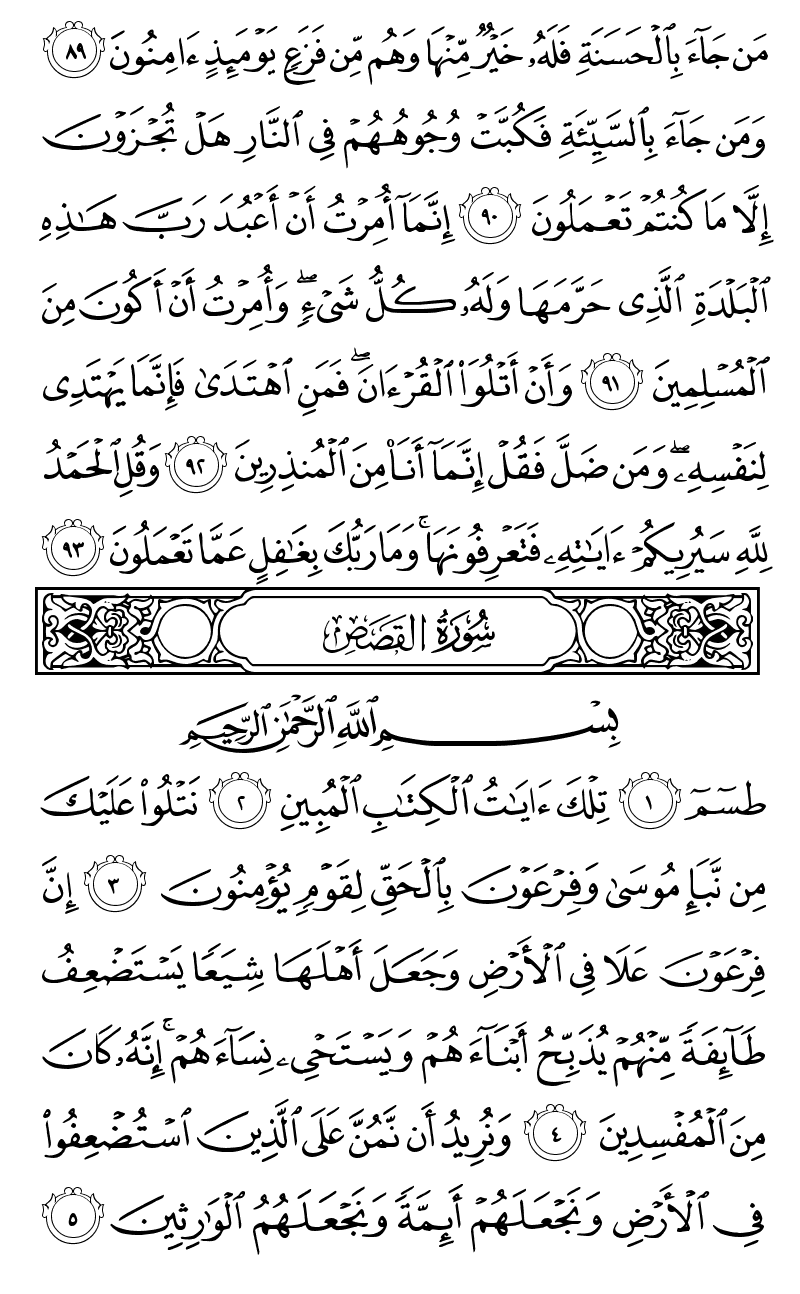 مَن جَآءَ بِٱلْحَسَنَةِ فَلَهُۥ خَيْرٌۭ مِّنْهَا وَهُم مِّن فَزَعٍۢ يَوْمَئِذٍ ءَامِنُونَ ٨٩
وَمَن جَآءَ بِٱلسَّيِّئَةِ فَكُبَّتْ وُجُوهُهُمْ فِى ٱلنَّارِ هَلْ تُجْزَوْنَ
إِلَّا مَا كُنتُمْ تَعْمَلُونَ ٩٠ إِنَّمَآ أُمِرْتُ أَنْ أَعْبُدَ رَبَّ هَـٰذِهِ
ٱلْبَلْدَةِ ٱلَّذِى حَرَّمَهَا وَلَهُۥ كُلُّ شَىْءٍۢ ۖ وَأُمِرْتُ أَنْ أَكُونَ مِنَ
ٱلْمُسْلِمِينَ ٩١ وَأَنْ أَتْلُوَا۟ ٱلْقُرْءَانَ ۖ فَمَنِ ٱهْتَدَىٰ فَإِنَّمَا يَهْتَدِى
لِنَفْسِهِۦ ۖ وَمَن ضَلَّ فَقُلْ إِنَّمَآ أَنَا۠ مِنَ ٱلْمُنذِرِينَ ٩٢ وَقُلِ ٱلْحَمْدُ
لِلَّهِ سَيُرِيكُمْ ءَايَـٰتِهِۦ فَتَعْرِفُونَهَا ۚ وَمَا رَبُّكَ بِغَـٰفِلٍ عَمَّا تَعْمَلُونَ ٩٣
سُورَةُ القَصَصِ
بِسْمِ ٱللَّهِ ٱلرَّحْمَـٰنِ ٱلرَّحِيمِ
طسٓمٓ ١ تِلْكَ ءَايَـٰتُ ٱلْكِتَـٰبِ ٱلْمُبِينِ ٢ نَتْلُوا۟ عَلَيْكَ
مِن نَّبَإِ مُوسَىٰ وَفِرْعَوْنَ بِٱلْحَقِّ لِقَوْمٍۢ يُؤْمِنُونَ ٣ إِنَّ
فِرْعَوْنَ عَلَا فِى ٱلْأَرْضِ وَجَعَلَ أَهْلَهَا شِيَعًۭا يَسْتَضْعِفُ
طَآئِفَةًۭ مِّنْهُمْ يُذَبِّحُ أَبْنَآءَهُمْ وَيَسْتَحْىِۦ نِسَآءَهُمْ ۚ إِنَّهُۥ كَانَ
مِنَ ٱلْمُفْسِدِينَ ٤ وَنُرِيدُ أَن نَّمُنَّ عَلَى ٱلَّذِينَ ٱسْتُضْعِفُوا۟
فِى ٱلْأَرْضِ وَنَجْعَلَهُمْ أَئِمَّةًۭ وَنَجْعَلَهُمُ ٱلْوَٰرِثِينَ ٥